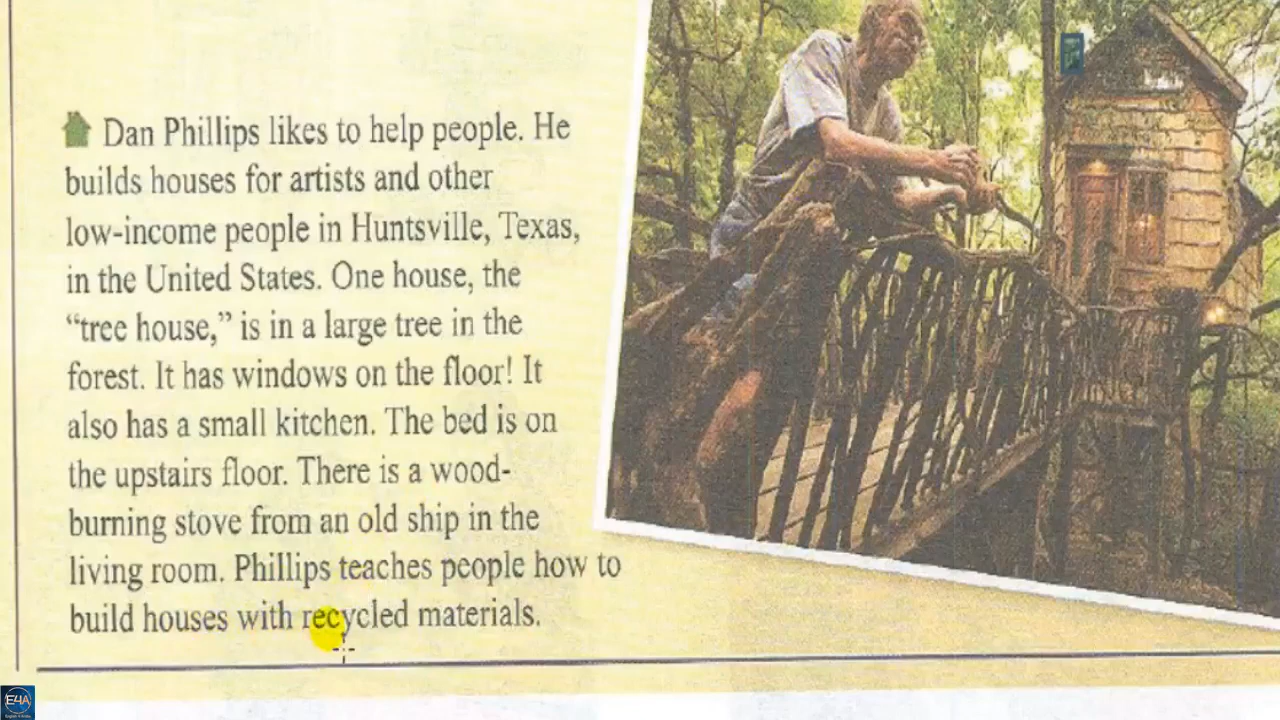 Dan Phillips likes to help people. He
builds houses for artists and other
low-income people in Huntsville, Texas,
in the United States. One house, the
“tree house,” is in a large tree in the
forest. It has windows on the floor! It
also has a small kitchen. The bed is on
the upstairs floor. There is a wood-
burning stove from an old ship in the
living room. Phillips teaches people how to
build houses with recycled materials.
E4A